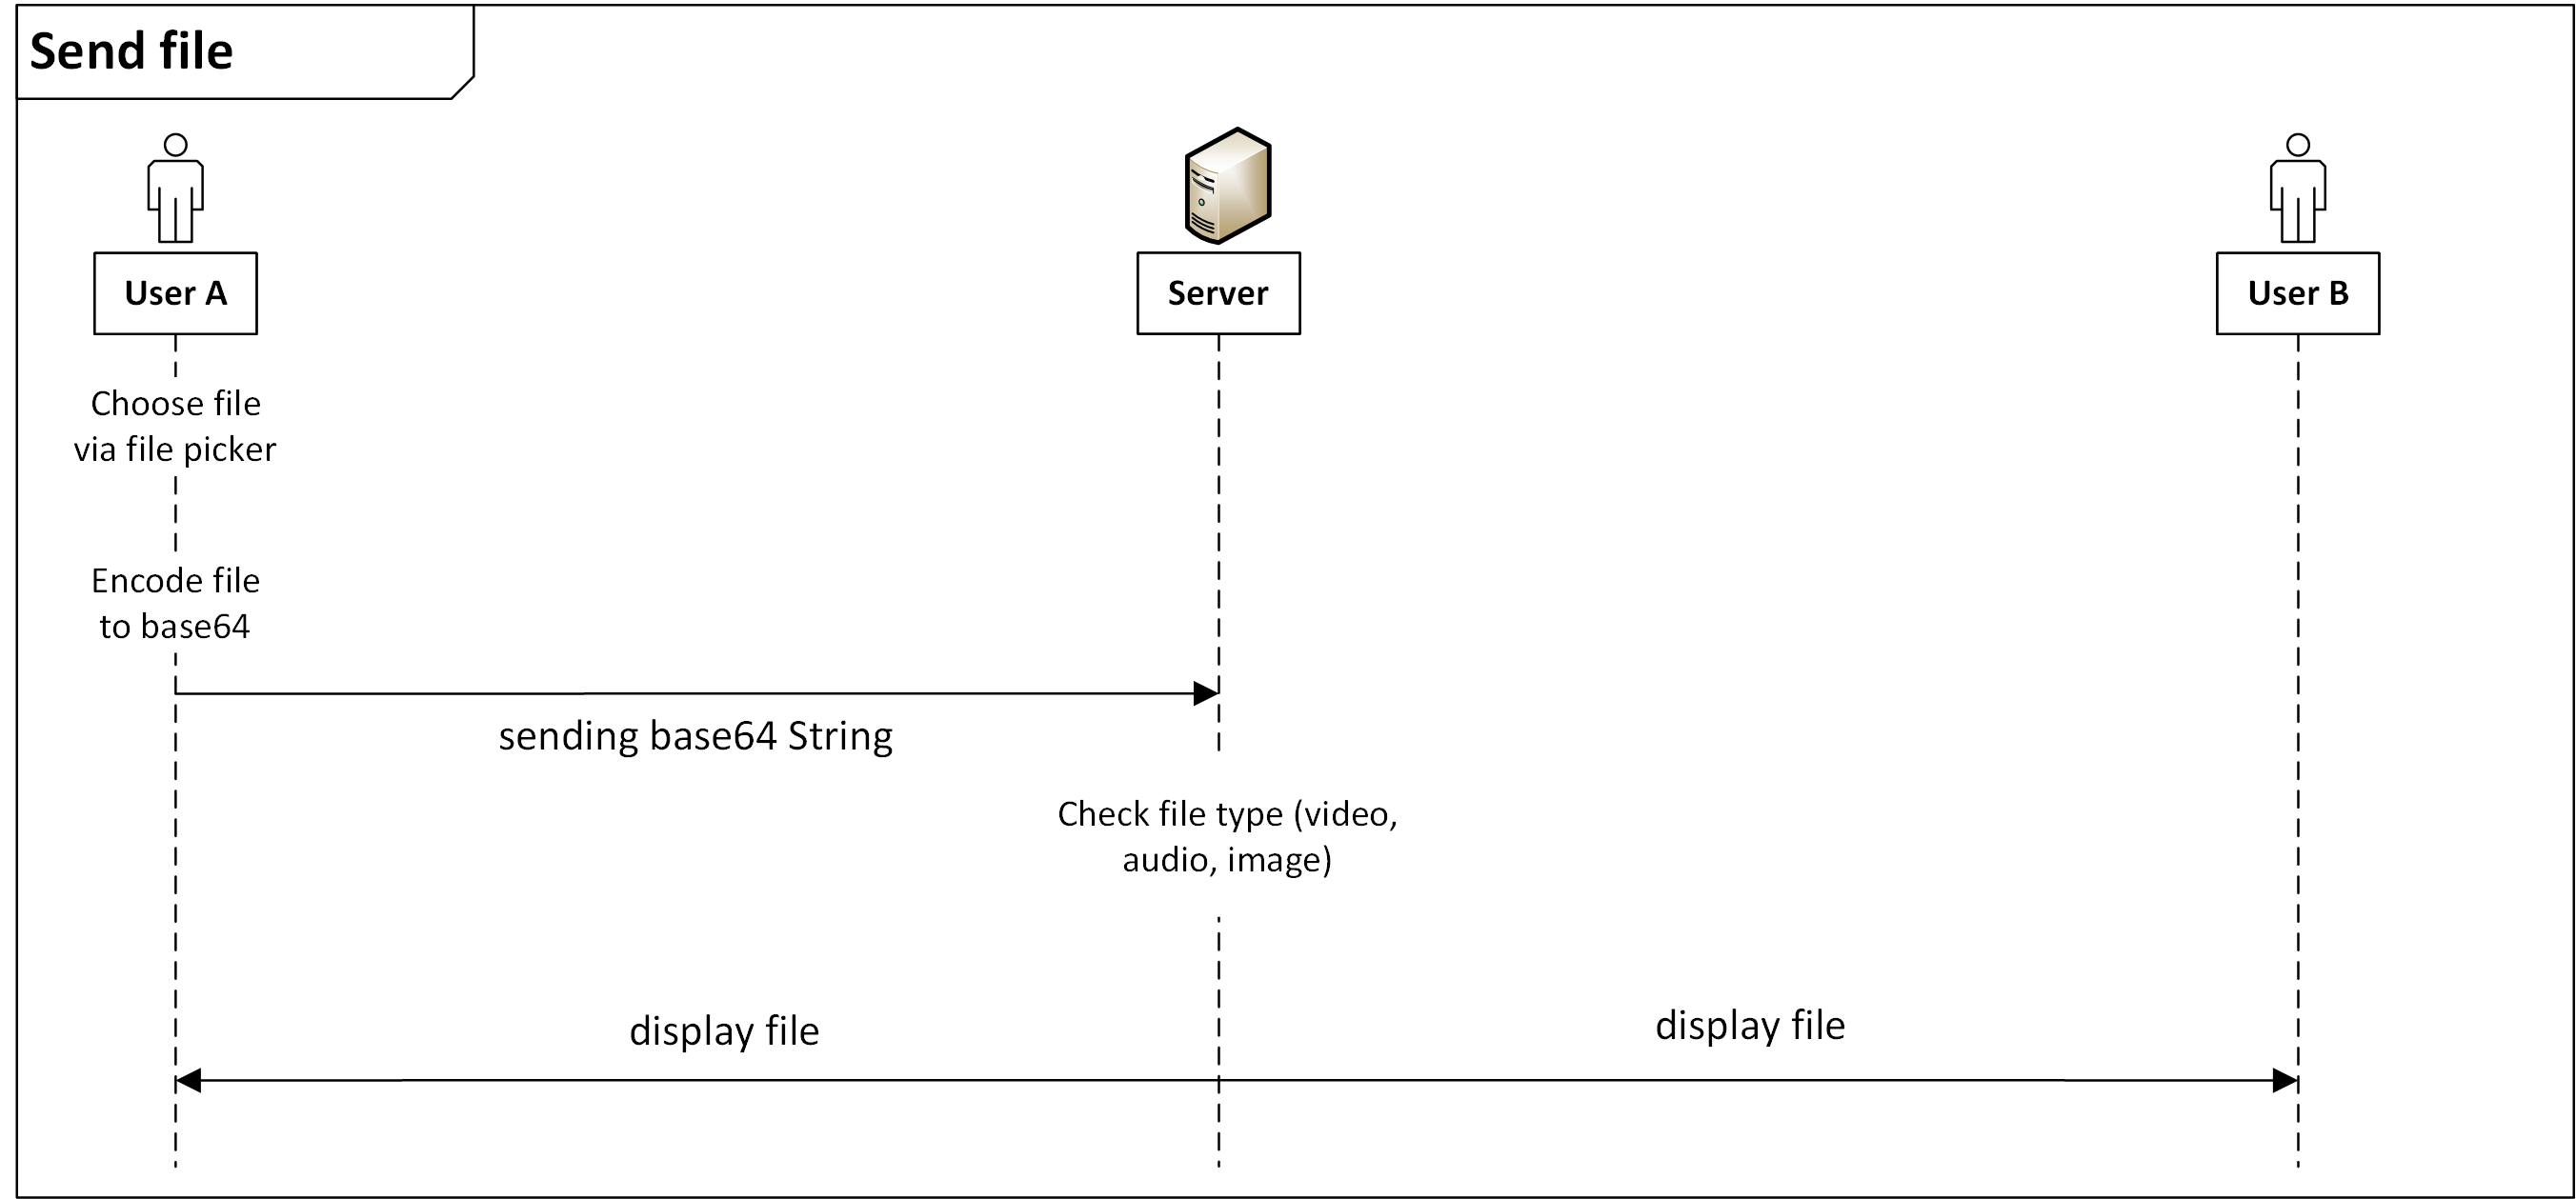 Send file
User A
Server
User B
Choose file
via file picker
Encode file
to base64
sending base64 String
Check file type (video,
audio, image)
display file
display file